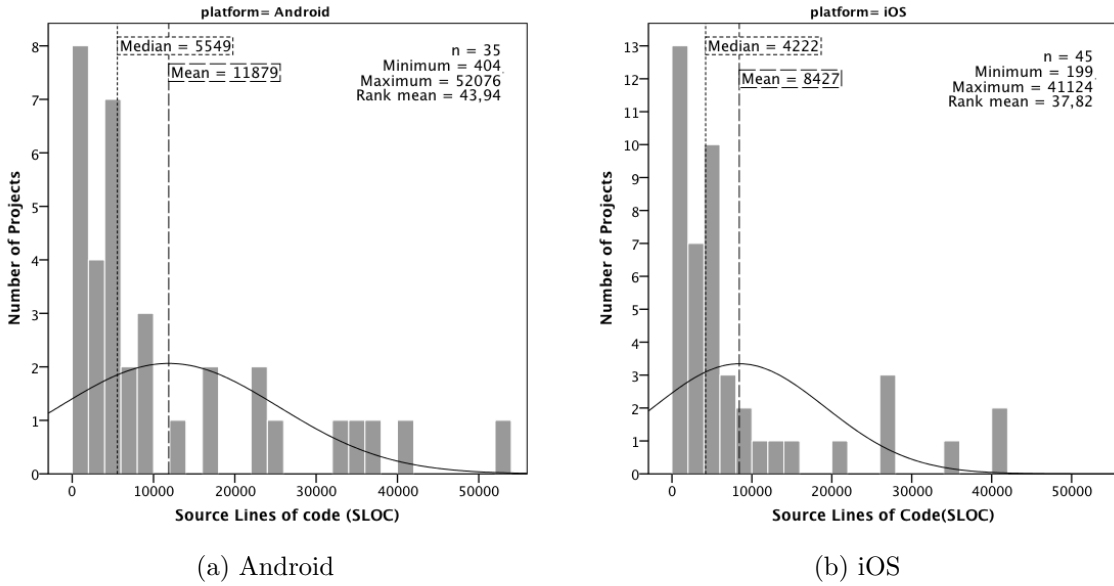 platform= Android
Median = 5549
Mean = 11879
n = 35
Minimum = 404
Maximum = 52076
Rank mean = 43,94
8
7
6
5
4
3
2
1
0
Number of Projects
0 10000 20000 30000 40000 50000
Source Lines of code (SLOC)
(a) Android
platform= iOS
Median = 4222
Mean = 8427
n = 45
Minimum = 199
Maximum = 41124
Rank mean = 37,82
13
12
11
10
9
8
7
6
5
4
3
2
1
0
Number of Projects
0 10000 20000 30000 40000 50000
Source Lines of Code(SLOC)
(b) iOS